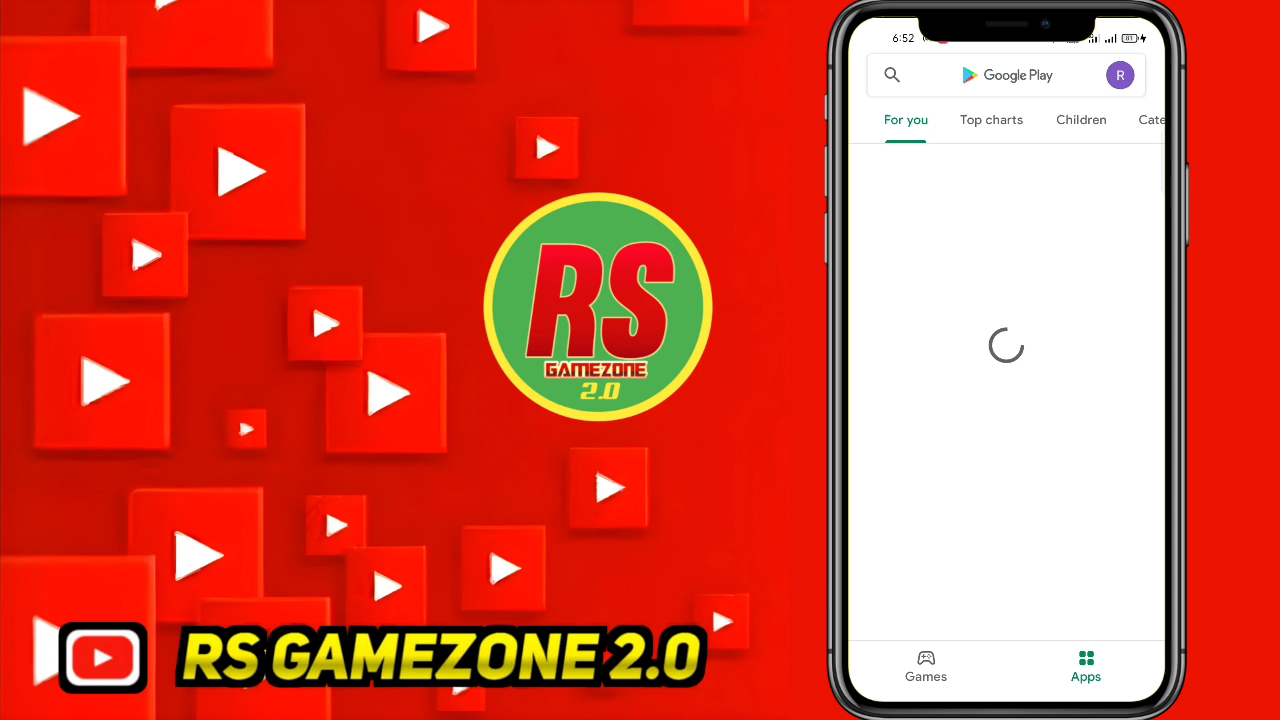 RS
GAMEZONE
2.0
RS GAMEZONE 2.0
6:52
61
Google Play
R
For you
Top charts
Children
Cate
Games
Apps